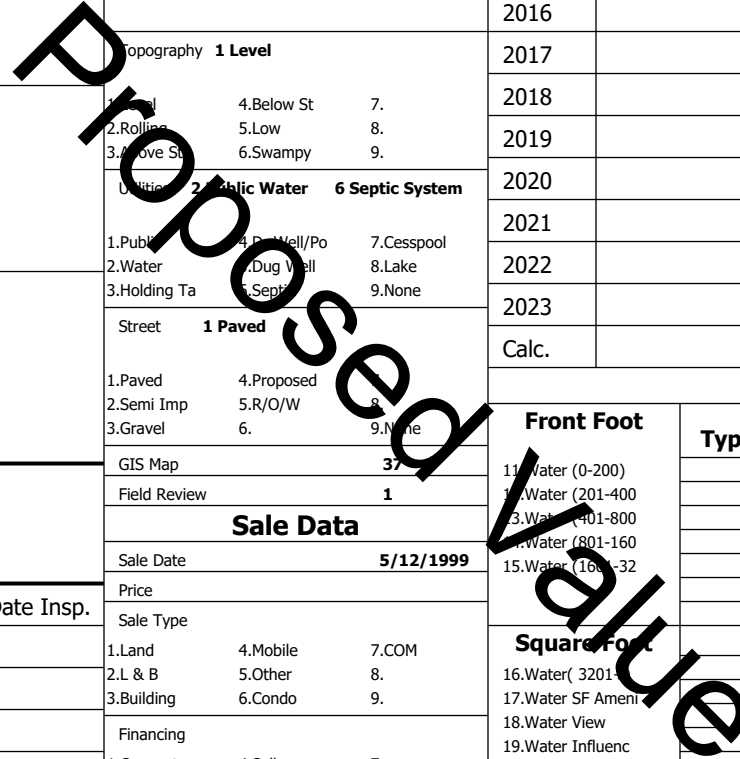 Topography 1 Level
1.Level 4.Below St 7.
2.Rolling 5.Low 8.
3.Above St 6.Swampy 9.
Utilities 2 Public Water 6 Septic System
1.Public 4.Dr Well/Po 7.Cesspool
2.Water 5.Dug Well 8.Lake
3.Holding Ta 6.Septic 9.None
Street 1 Paved
1.Paved 4.Proposed 7.
2.Semi Imp 5.R/O/W 8.
3.Gravel 6. 9.None
GIS Map 37
Field Review 1
Sale Data
Sale Date 5/12/1999
Price
Sale Type
1.Land 4.Mobile 7.COM
2.L & B 5.Other 8.
3.Building 6.Condo 9.
Financing
Date Insp.
2016
2017
2018
2019
2020
2021
2022
2023
Calc.
Front Foot
Typ
11.Water (0-200)
12.Water (201-400
13.Water (401-800
14.Water (801-160
15.Water (1601-32
Square Foot
16.Water( 3201-
17.Water SF Ameni
18.Water View
19.Water Influenc
Proposed Value